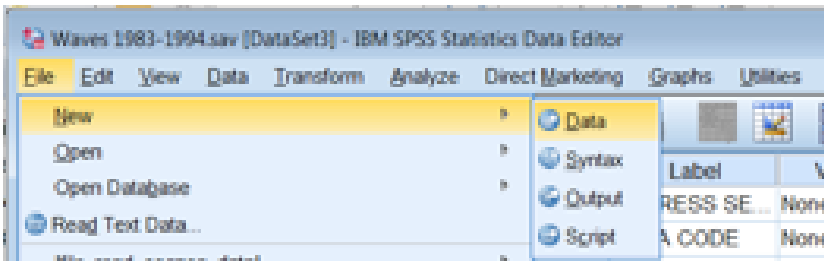 Waves 1983-1994.sav [DataSet3] - IBM SPSS Statistics Data Editor
File Edit View Data Transform Analyze Direct Marketing Graphs Utilities
New
Data
Open
Syntax
Open Database
Output
Read Text Data...
Script
Label
RESS SE... None
A CODE None